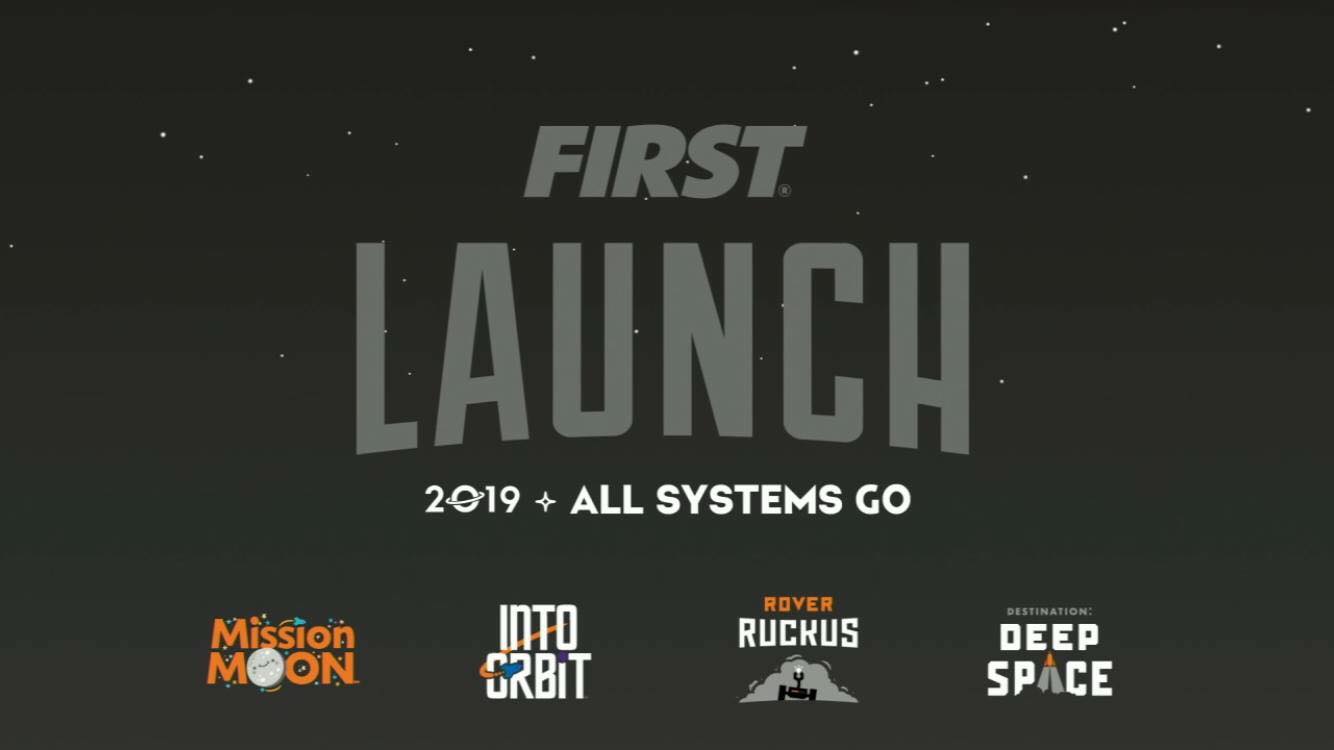 FIRST®
LAUNCH
2019 ✧ ALL SYSTEMS GO
Mission
MOON
INTO
ORBIT
ROVER
RUCKUS
DESTINATION:
DEEP
SPACE